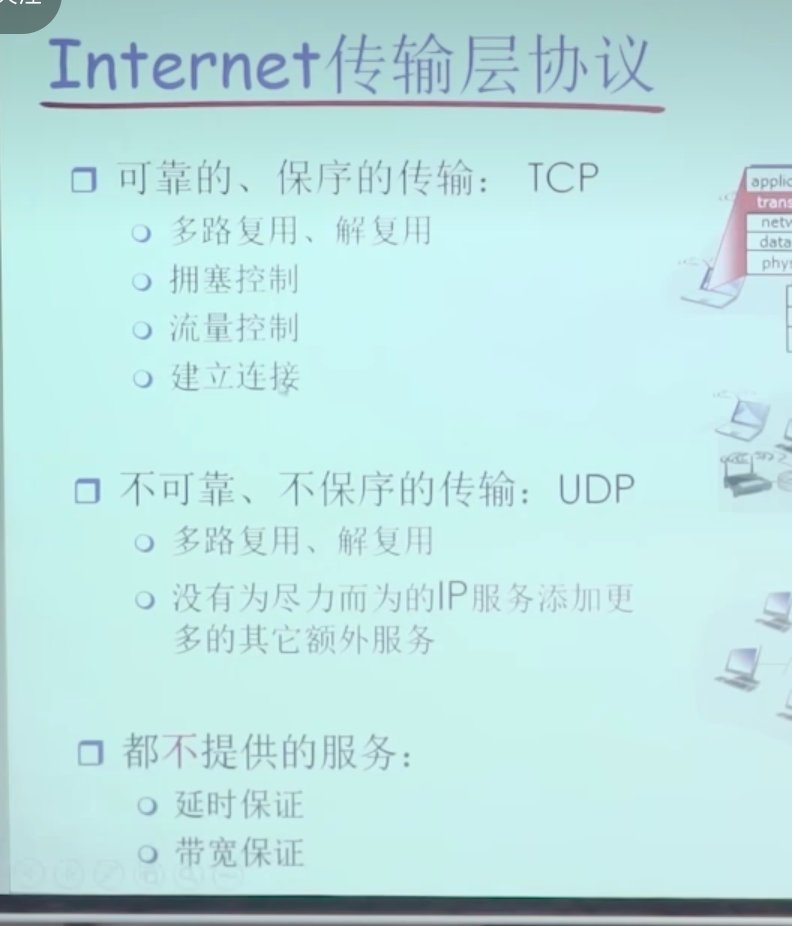 Internet传输层协议
可靠的、保序的传输： TCP
多路复用、解复用
拥塞控制
流量控制
建立连接
不可靠、不保序的传输：UDP
多路复用、解复用
没有为尽力而为的IP服务添加更
多的其它额外服务
都不提供的服务：
延时保证
带宽保证